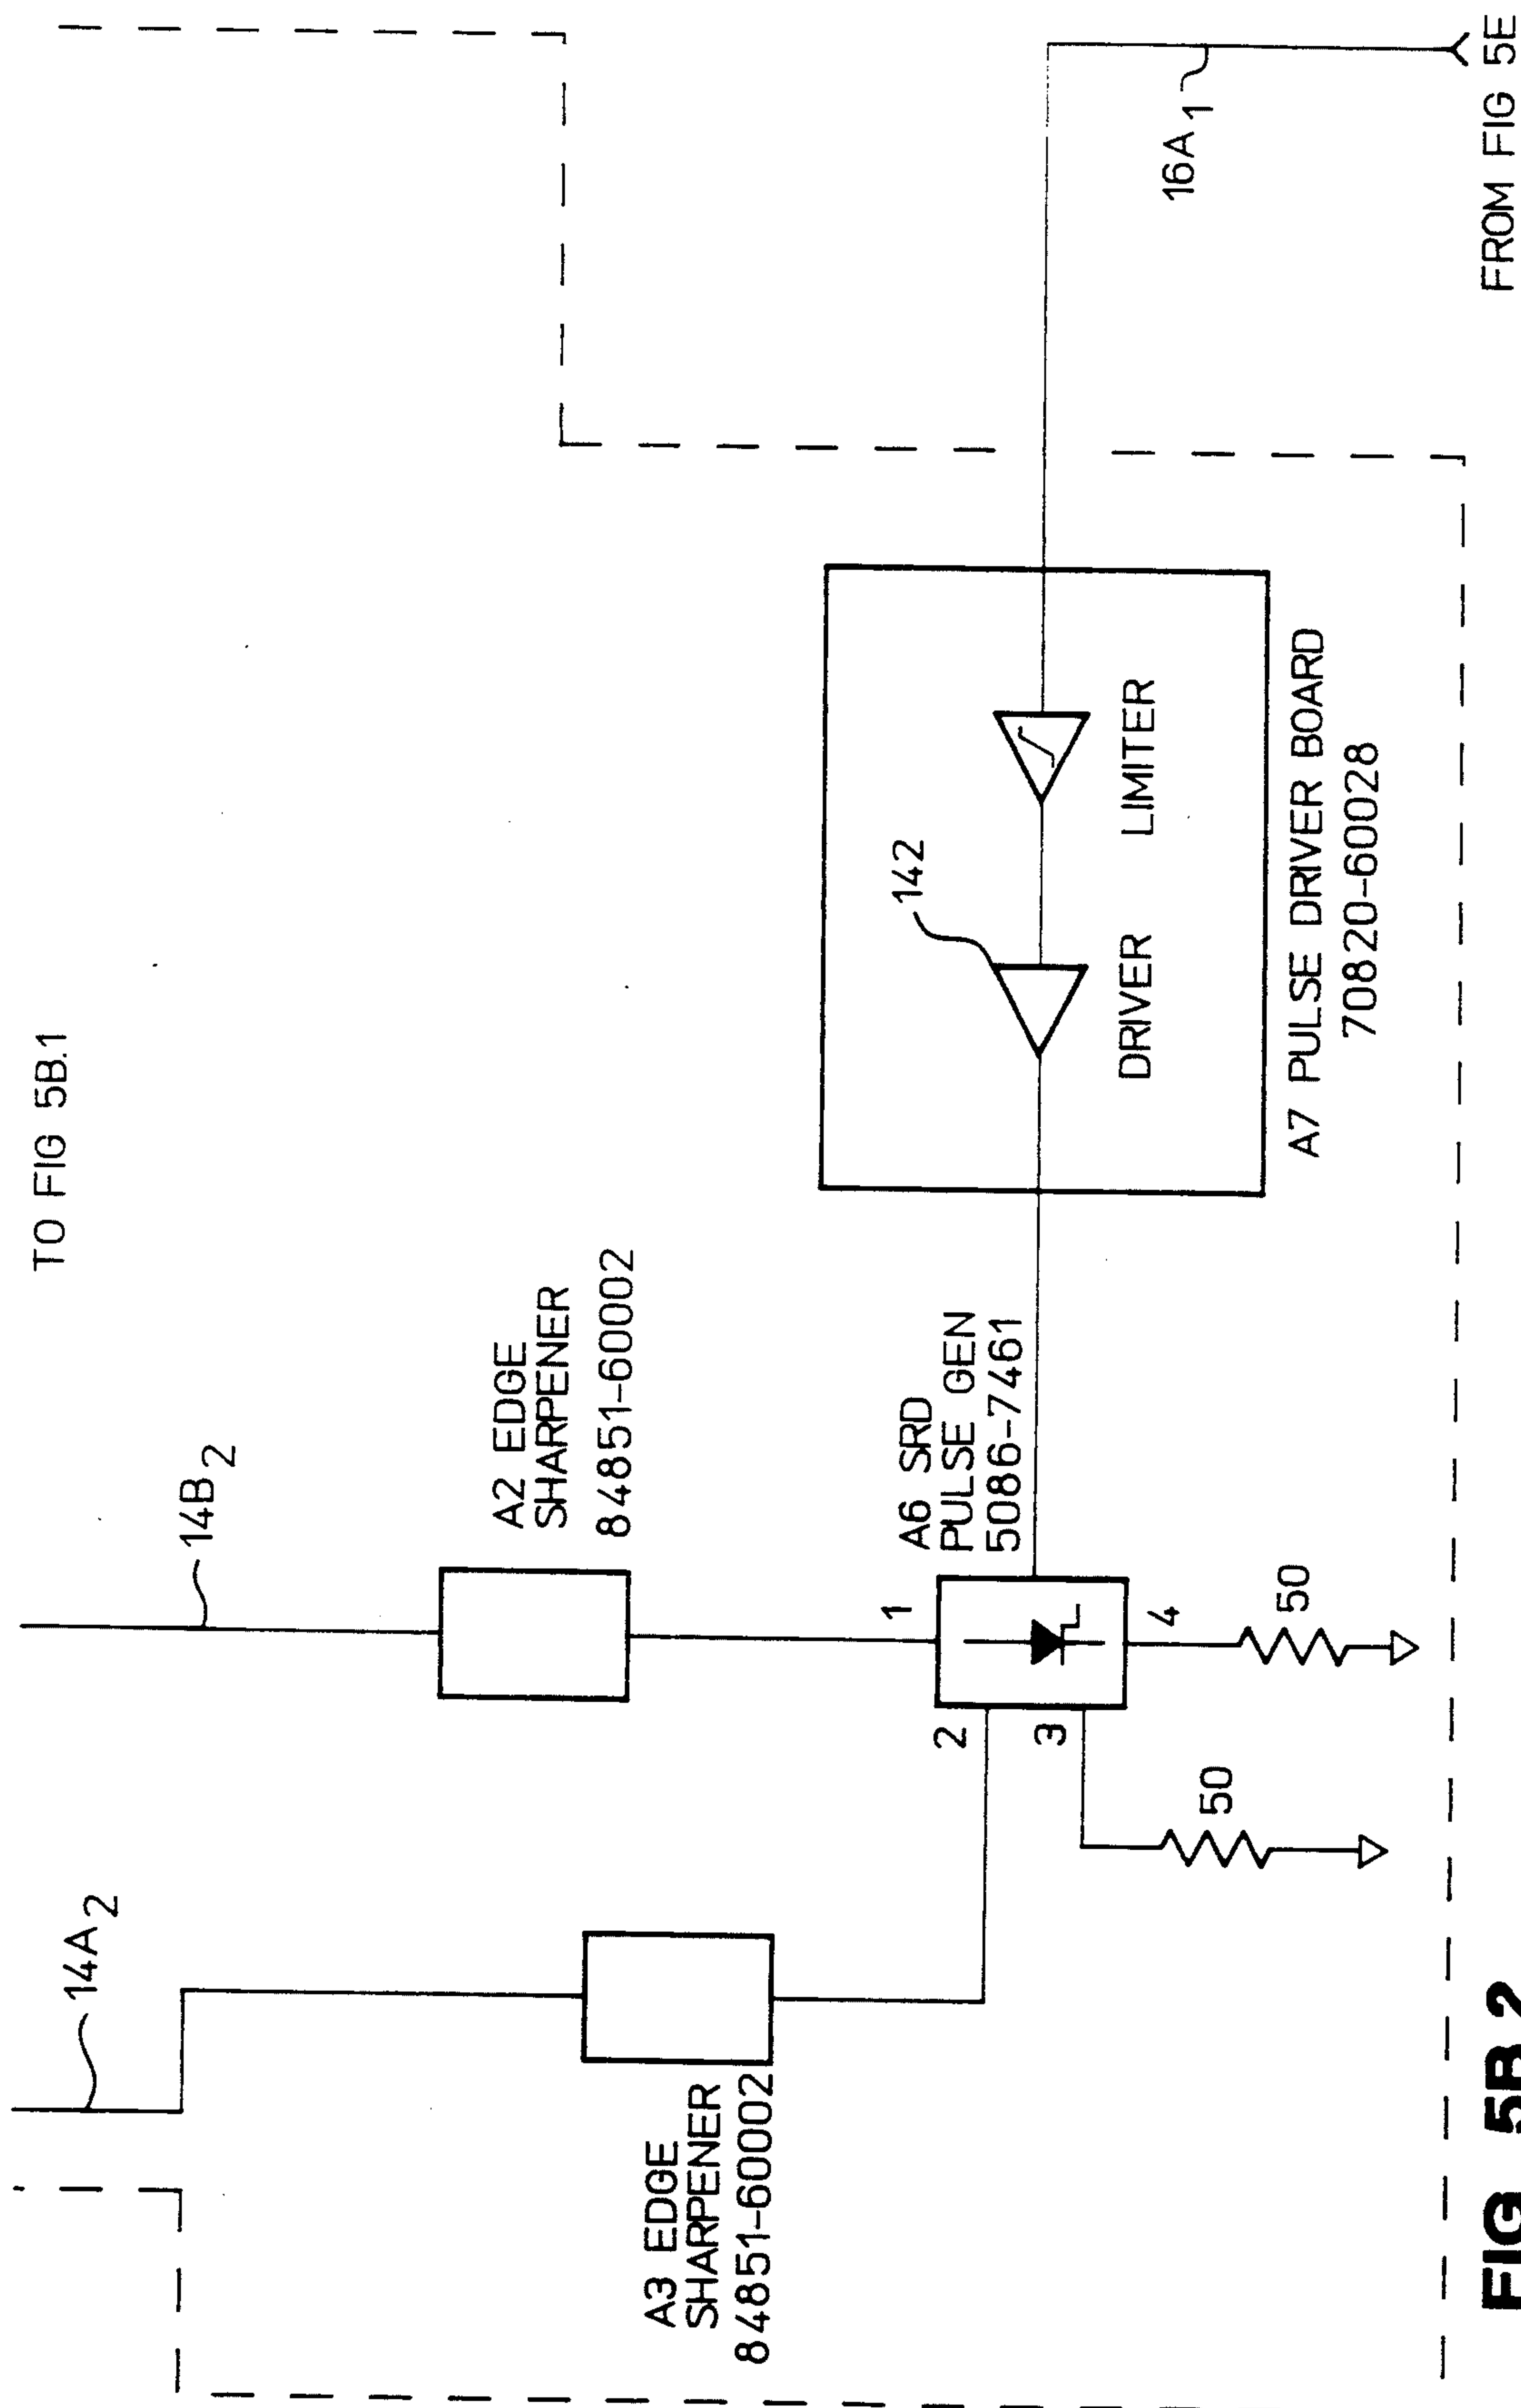 TO FIG 5B.1
14A2
14B2
A2 EDGE
SHARPENER
84851-60002
A3 EDGE
SHARPENER
84851-60002
A6 SRD
PULSE GEN
5086-7461
1
2
3
4
50
50
142
DRIVER
LIMITER
A7 PULSE DRIVER BOARD
70820-60028
16A1
FROM FIG 5E
FIG 5B.2